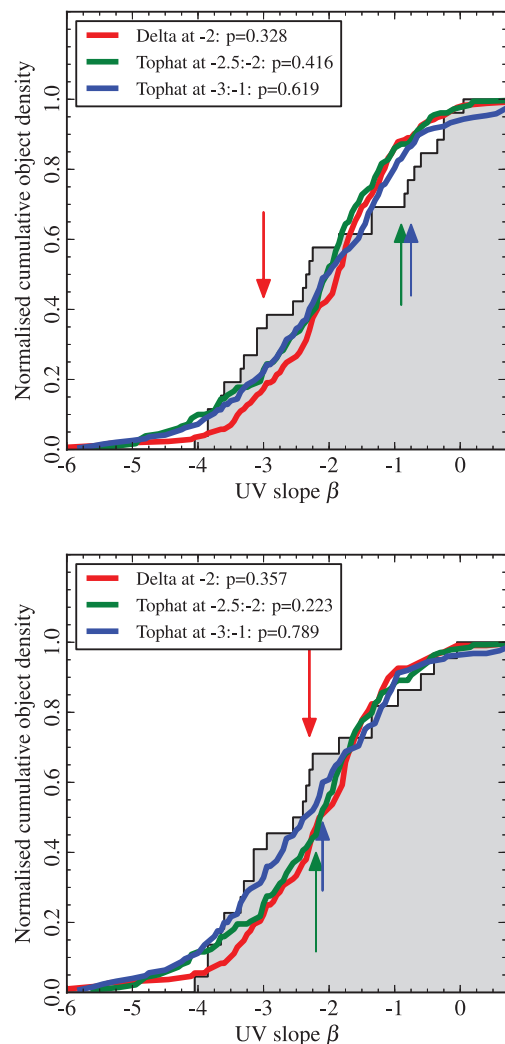 Delta at -2: p=0.328
Tophat at -2.5:-2: p=0.416
Tophat at -3:-1: p=0.619
Normalised cumulative object density
1.0
0.8
0.6
0.4
0.2
0.0
-6 -5 -4 -3 -2 -1 0
UV slope β
Delta at -2: p=0.357
Tophat at -2.5:-2: p=0.223
Tophat at -3:-1: p=0.789
Normalised cumulative object density
1.0
0.8
0.6
0.4
0.2
0.0
-6 -5 -4 -3 -2 -1 0
UV slope β